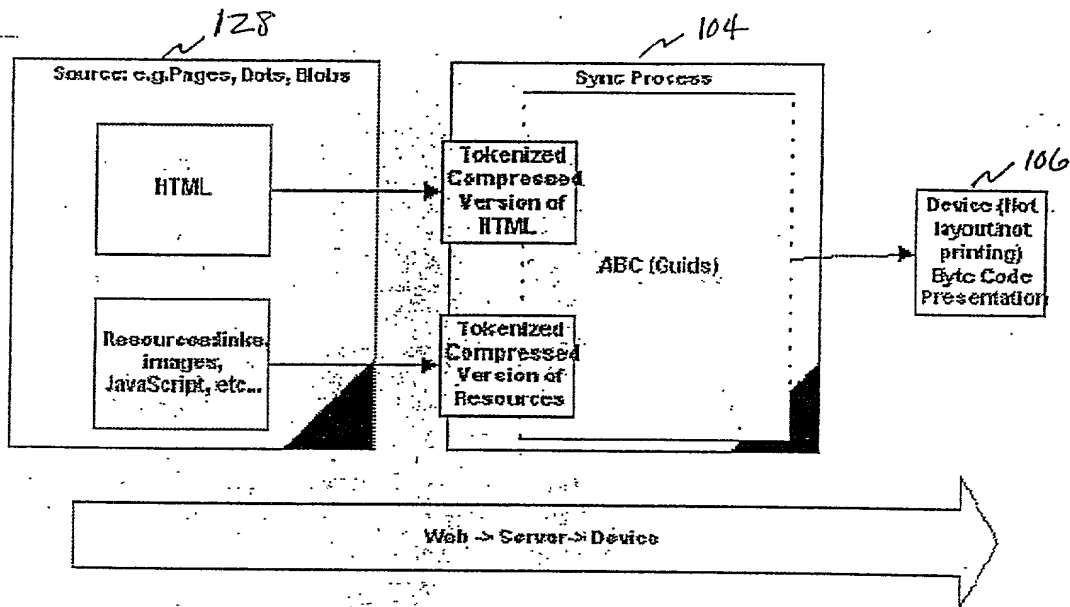 128
104
106
Source: e.g.Pages, Dots, Blobs
HTML
Resources:links,
images,
JavaScript, etc...
Sync Process
Tokenized
Compressed
Version of
HTML
ABC (Guids)
Tokenized
Compressed
Version of
Resources
Device (Not
layout/not
printing)
Byte Code
Presentation
Web -> Server-> Device